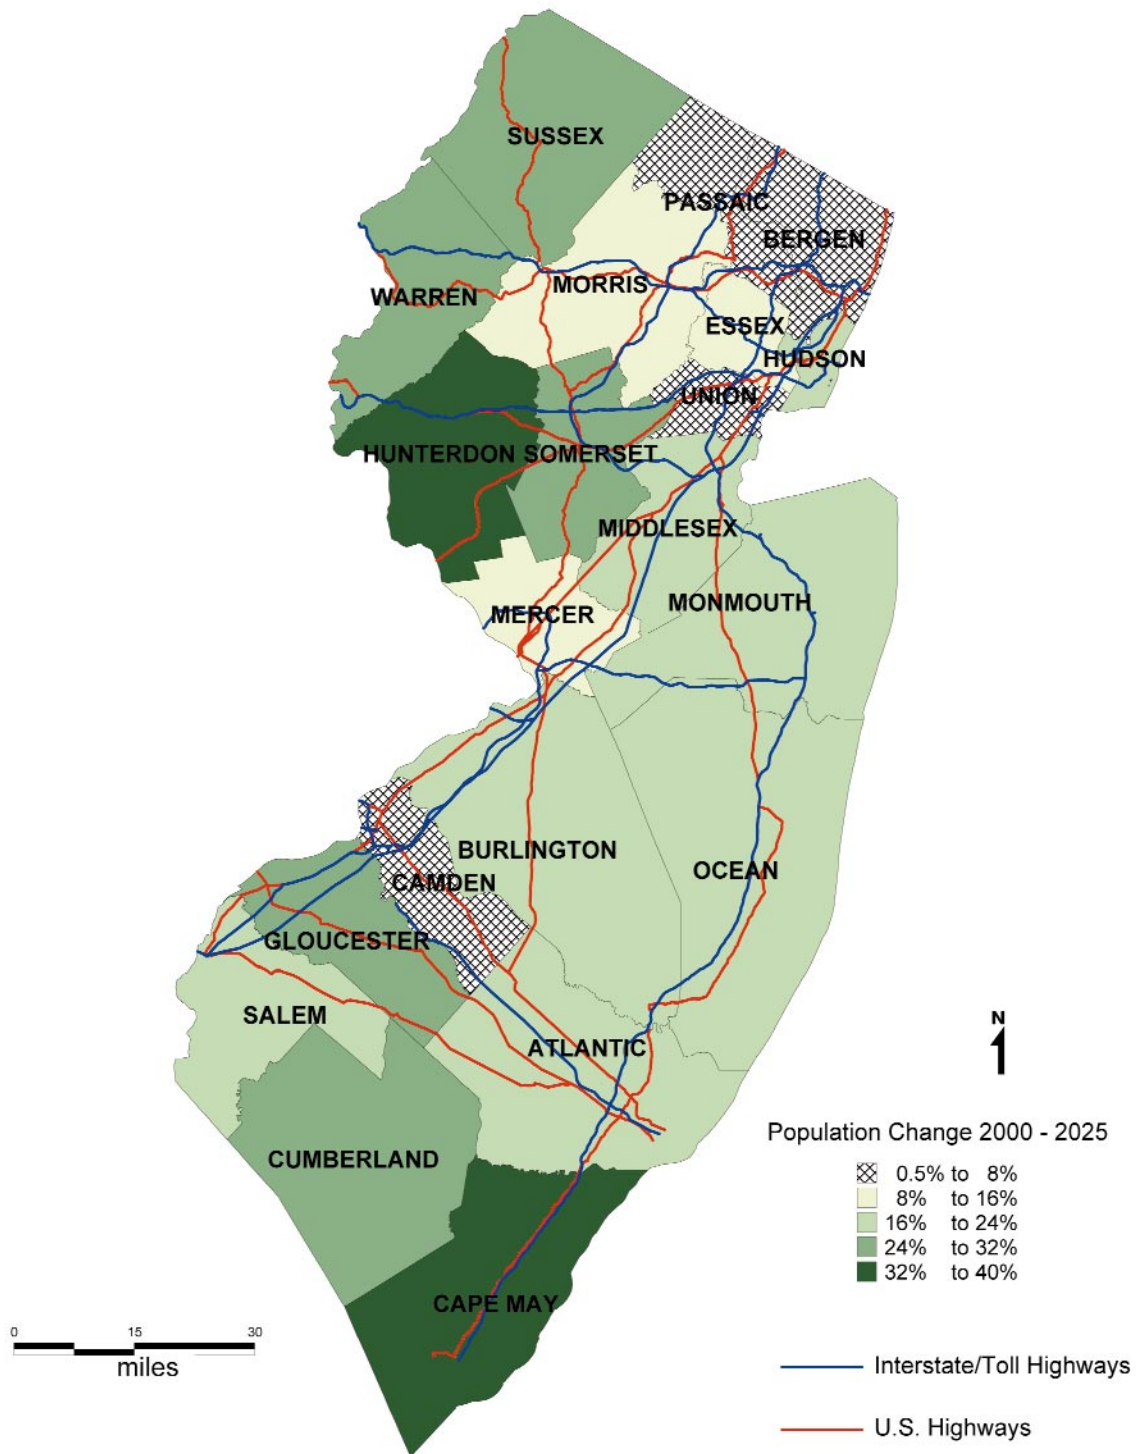 SUSSEX
PASSAIC
BERGEN
WARREN
MORRIS
ESSEX
HUDSON
UNION
HUNTERDON SOMERSET
MIDDLESEX
MERCER
MONMOUTH
BURLINGTON
OCEAN
CAMDEN
GLOUCESTER
SALEM
ATLANTIC
N
Population Change 2000 - 2025
CUMBERLAND
0.5% to 8%
8% to 16%
16% to 24%
24% to 32%
32% to 40%
CAPE MAY
0 15 30
miles
Interstate/Toll Highways
U.S. Highways